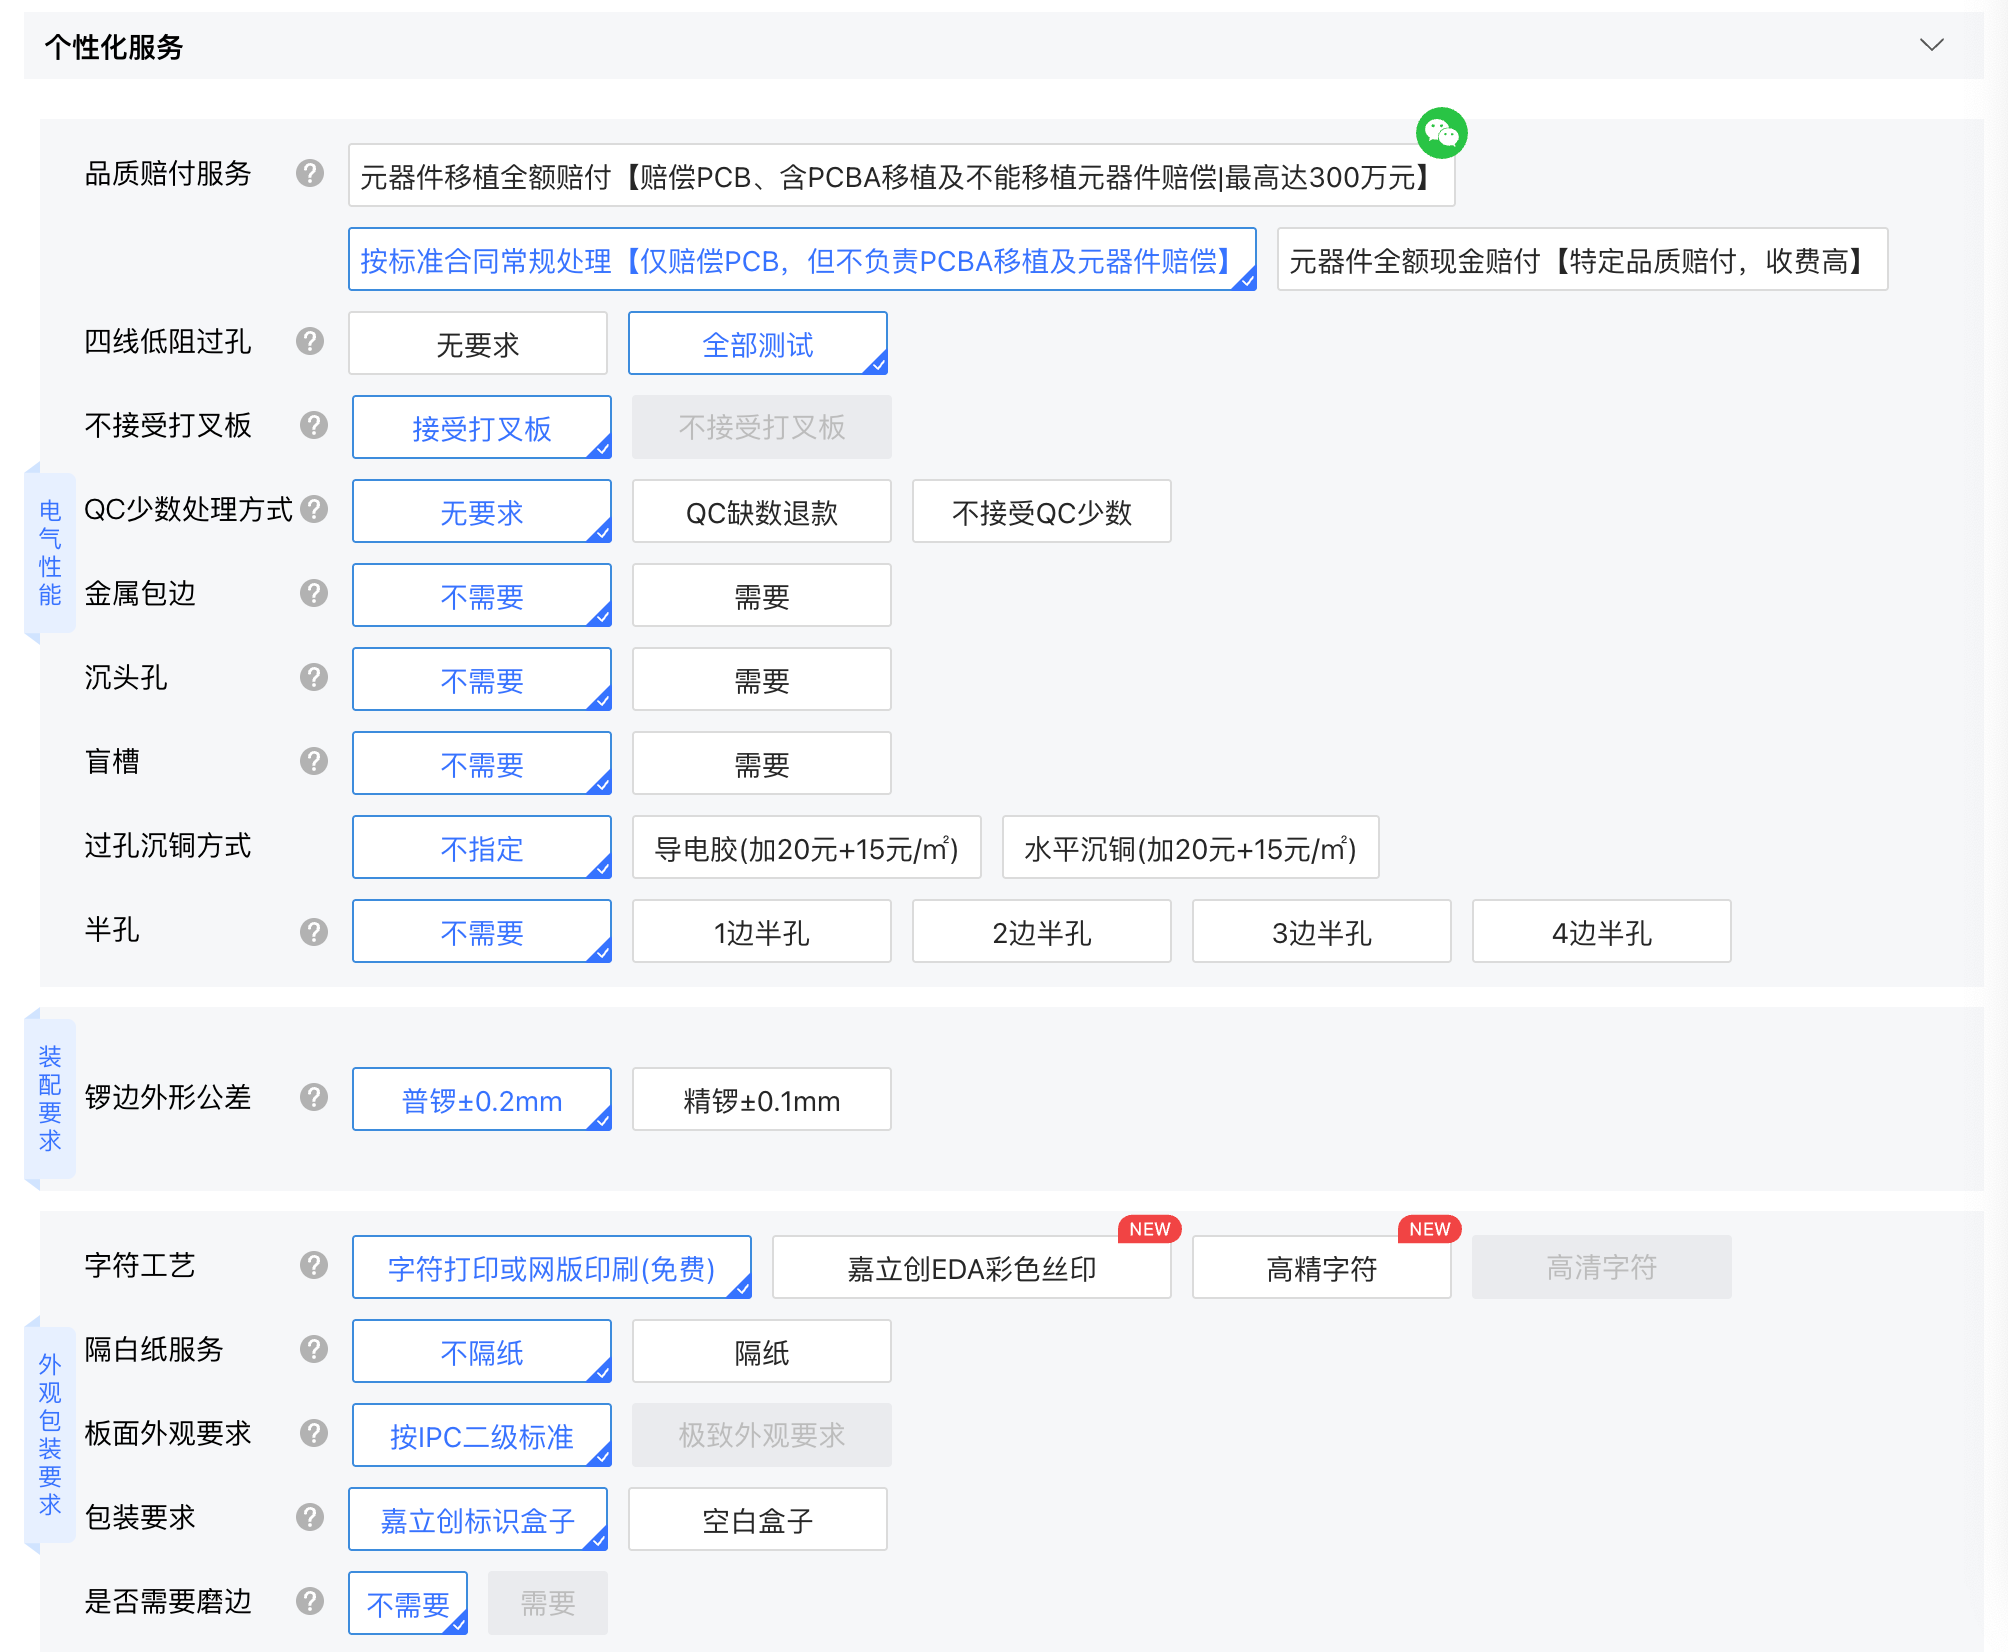 个性化服务
品质赔付服务
元器件移植全额赔付【赔偿PCB、含PCBA移植及不能移植元器件赔偿|最高达300万元】
按标准合同常规处理【仅赔偿PCB，但不负责PCBA移植及元器件赔偿】 元器件全额现金赔付【特定品质赔付，收费高】
四线低阻过孔 无要求 全部测试
不接受打叉板 接受打叉板 不接受打叉板
电气性能
QC少数处理方式 无要求 QC缺数退款 不接受QC少数
金属包边 不需要 需要
沉头孔 不需要 需要
盲槽 不需要 需要
过孔沉铜方式 不指定 导电胶(加20元+15元/㎡) 水平沉铜(加20元+15元/㎡)
半孔 不需要 1边半孔 2边半孔 3边半孔 4边半孔
装配要求
锣边外形公差 普锣±0.2mm 精锣±0.1mm
字符工艺 字符打印或网版印刷(免费) 嘉立创EDA彩色丝印 NEW 高精字符 NEW 高清字符
外观包装要求
隔白纸服务 不隔纸 隔纸
板面外观要求 按IPC二级标准 极致外观要求
包装要求 嘉立创标识盒子 空白盒子
是否需要磨边 不需要 需要